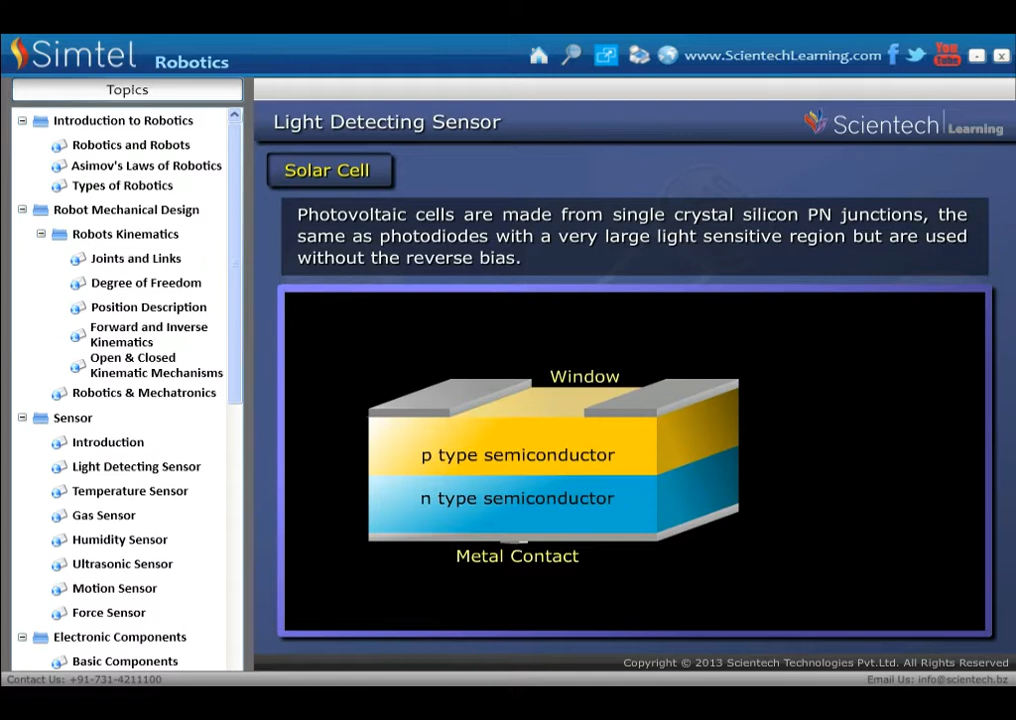 Simtel Robotics
www.ScientechLearning.com
You Tube
Topics
Introduction to Robotics
Robotics and Robots
Asimov's Laws of Robotics
Types of Robotics
Robot Mechanical Design
Robots Kinematics
Joints and Links
Degree of Freedom
Position Description
Forward and Inverse
Kinematics
Open & Closed
Kinematic Mechanisms
Robotics & Mechatronics
Sensor
Introduction
Light Detecting Sensor
Temperature Sensor
Gas Sensor
Humidity Sensor
Ultrasonic Sensor
Motion Sensor
Force Sensor
Electronic Components
Basic Components
Light Detecting Sensor
Scientech Learning
Solar Cell
Photovoltaic cells are made from single crystal silicon PN junctions, the
same as photodiodes with a very large light sensitive region but are used
without the reverse bias.
Window
p type semiconductor
n type semiconductor
Metal Contact
Copyright © 2013 Scientech Technologies Pvt.Ltd. All Rights Reserved
Contact Us: +91-731-4211100
Email Us: info@scientech.bz